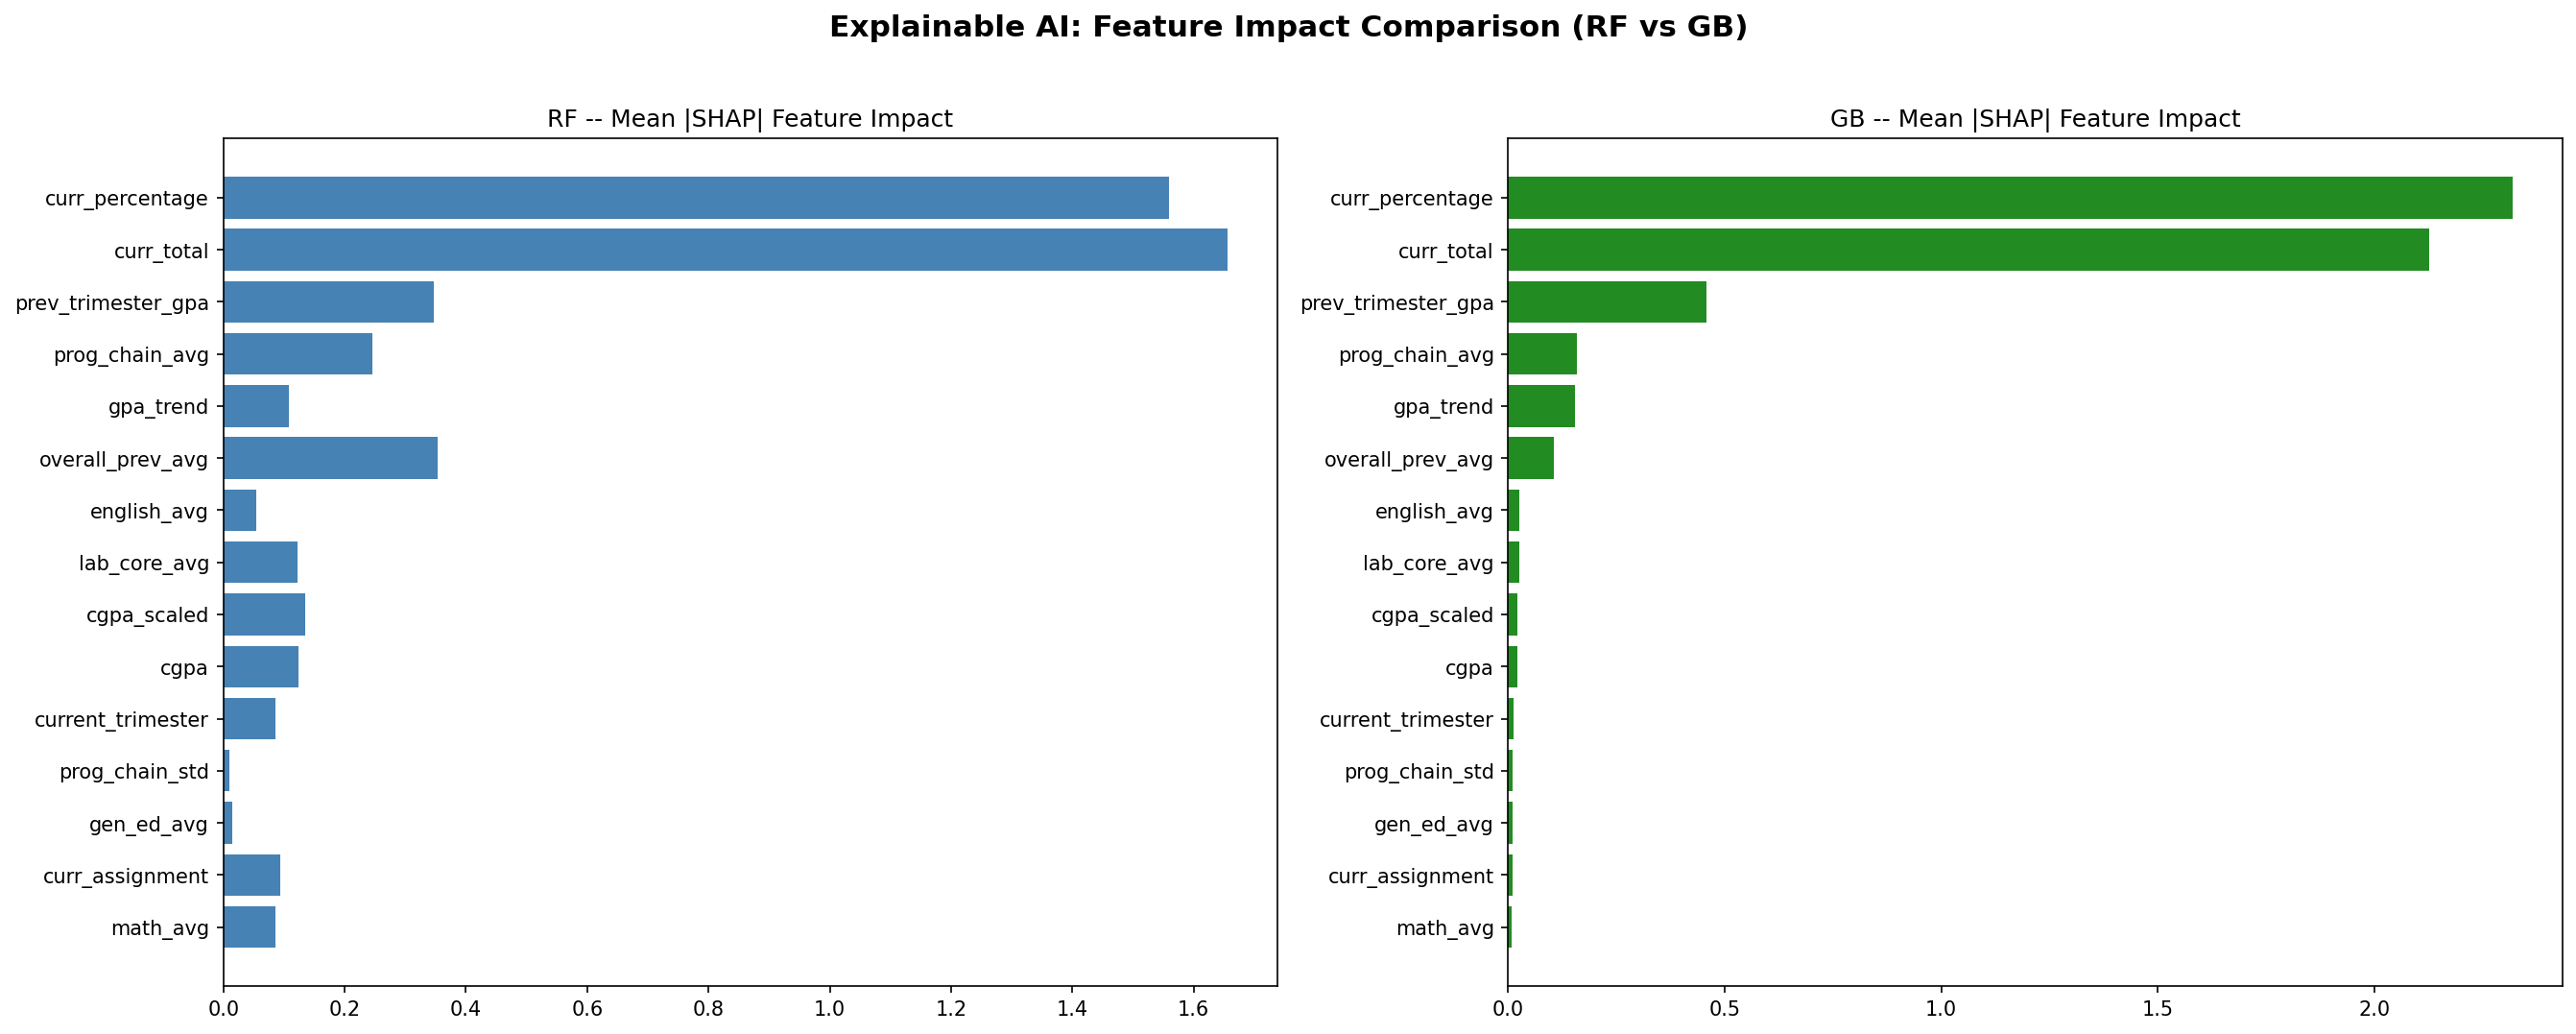 Explainable AI: Feature Impact Comparison (RF vs GB)
RF -- Mean |SHAP| Feature Impact
curr_percentage
curr_total
prev_trimester_gpa
prog_chain_avg
gpa_trend
overall_prev_avg
english_avg
lab_core_avg
cgpa_scaled
cgpa
current_trimester
prog_chain_std
gen_ed_avg
curr_assignment
math_avg
0.0 0.2 0.4 0.6 0.8 1.0 1.2 1.4 1.6
GB -- Mean |SHAP| Feature Impact
curr_percentage
curr_total
prev_trimester_gpa
prog_chain_avg
gpa_trend
overall_prev_avg
english_avg
lab_core_avg
cgpa_scaled
cgpa
current_trimester
prog_chain_std
gen_ed_avg
curr_assignment
math_avg
0.0 0.5 1.0 1.5 2.0